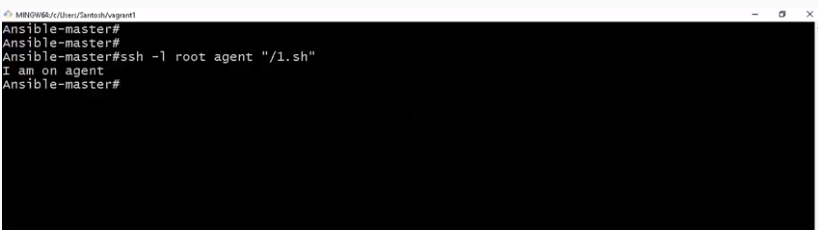 MINGW64:/c/Users/Santosh/vagrant1
Ansible-master#
Ansible-master#
Ansible-master#ssh -l root agent "/1.sh"
I am on agent
Ansible-master#